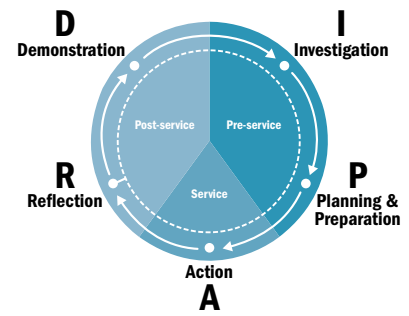 D
Demonstration
I
Investigation
Post-service
Pre-service
R
Reflection
Service
P
Planning &
Preparation
Action
A